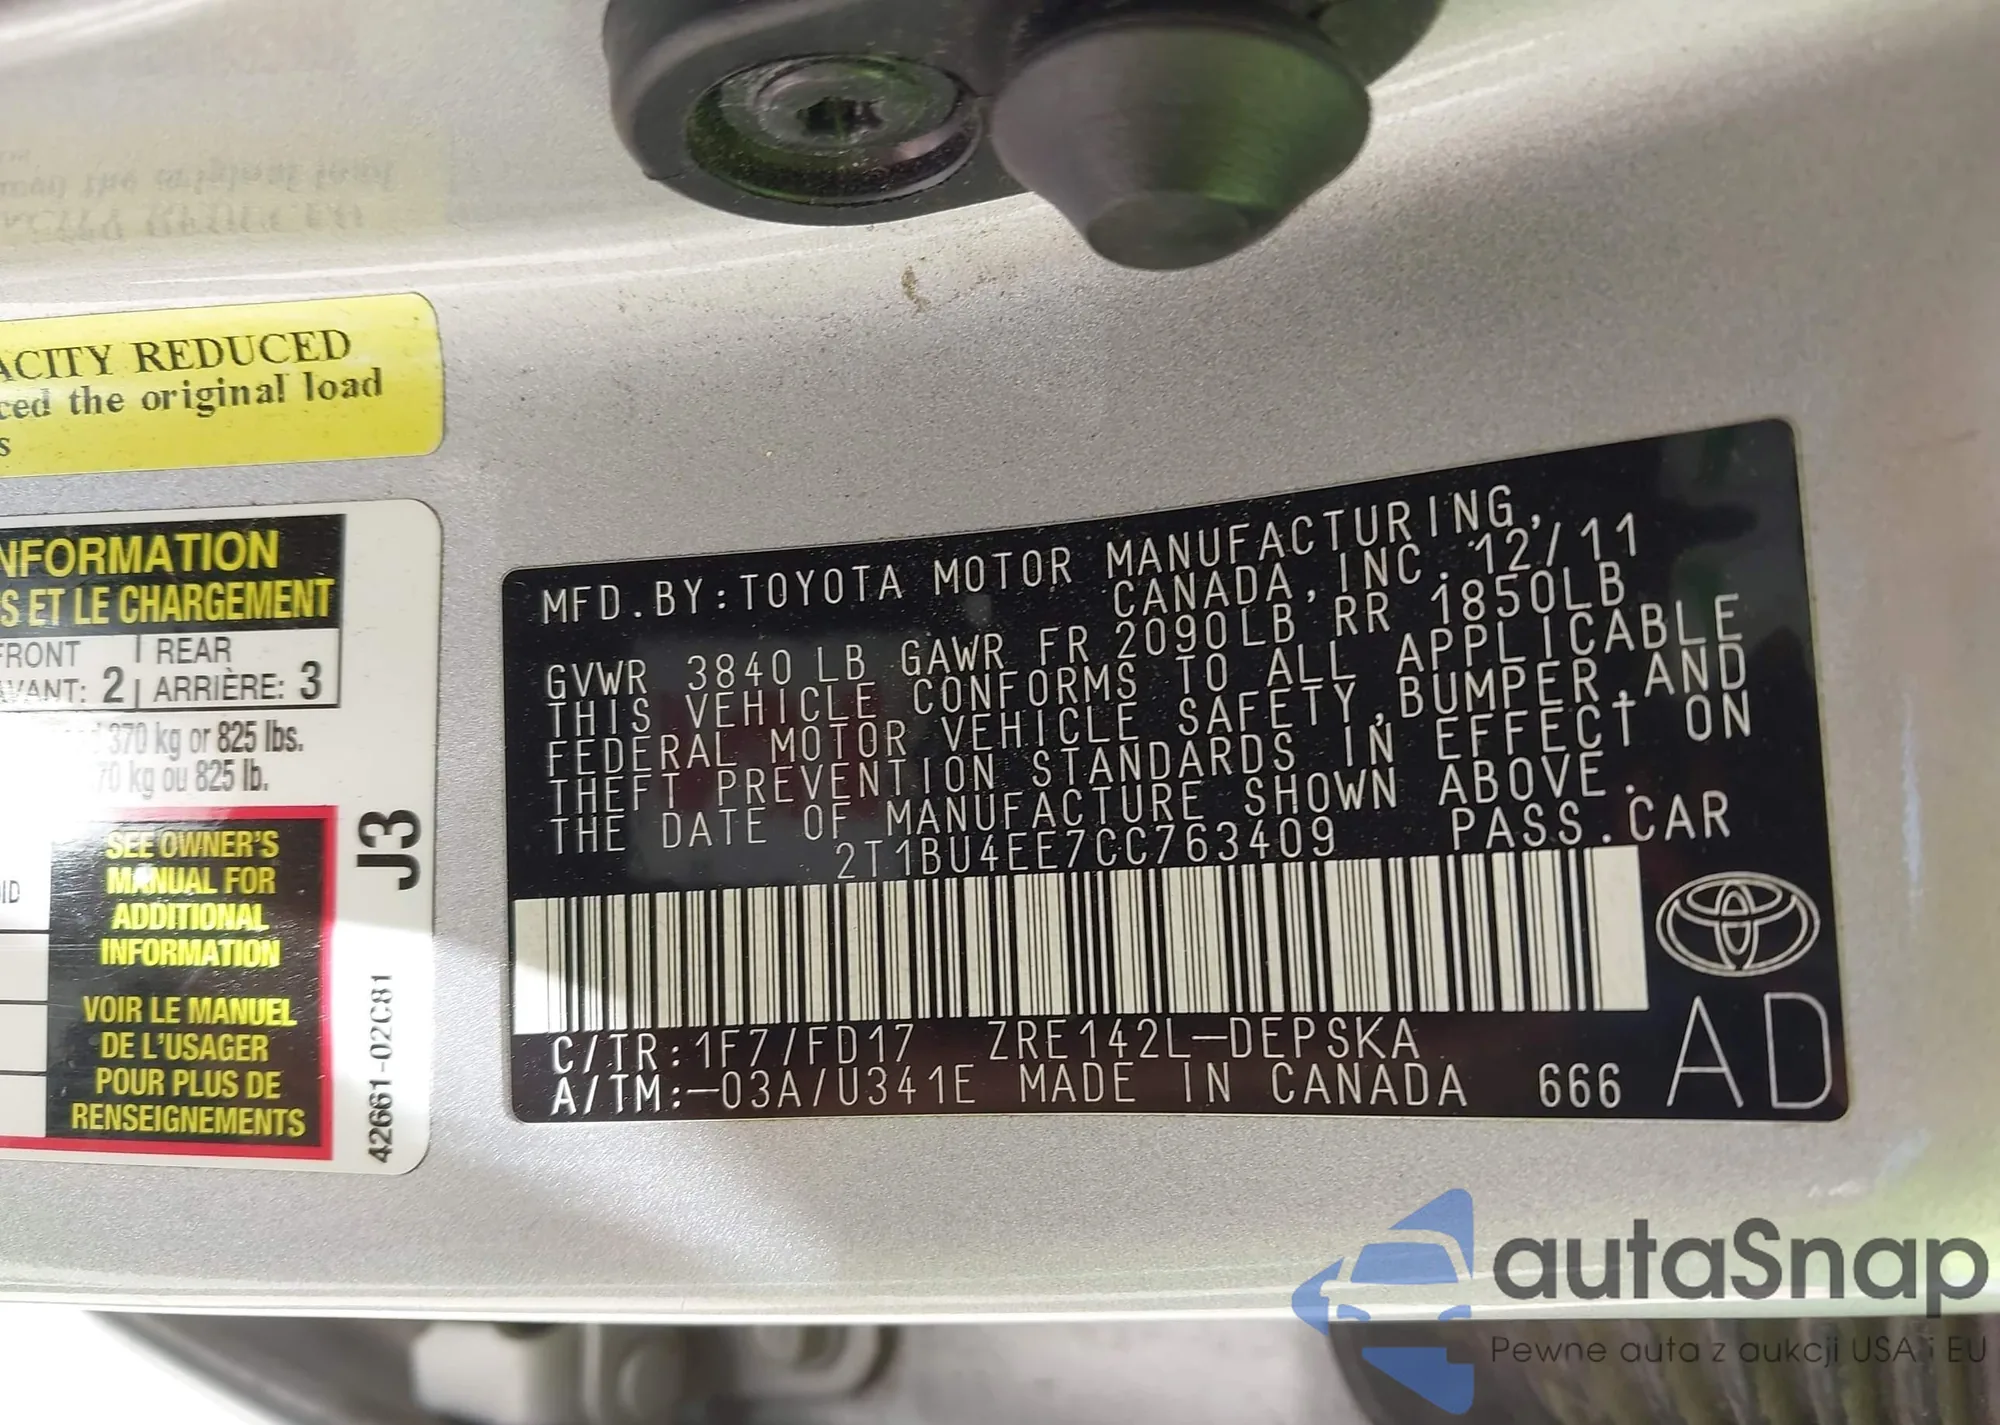 ACITY REDUCED
ced the original load
s
NFORMATION
S ET LE CHARGEMENT
FRONT | REAR
AVANT: 2 | ARRIÈRE: 3
370 kg or 825 lbs.
70 kg ou 825 lb.
SEE OWNER'S
MANUAL FOR
ADDITIONAL
INFORMATION
VOIR LE MANUEL
DE L'USAGER
POUR PLUS DE
RENSEIGNEMENTS
J3
42661-02C81
MFD.BY:TOYOTA MOTOR MANUFACTURING,
CANADA,INC.12/11
GVWR 3840 LB GAWR FR 2090LB RR 1850LB
THIS VEHICLE CONFORMS TO ALL APPLICABLE
FEDERAL MOTOR VEHICLE SAFETY,BUMPER,AND
THEFT PREVENTION STANDARDS IN EFFECT ON
THE DATE OF MANUFACTURE SHOWN ABOVE.
2T1BU4EE7CC763409 PASS.CAR
C/TR:1F7/FD17 ZRE142L-DEPSKA
A/TM:-03A/U341E MADE IN CANADA 666
AD
autaSnap
Pewne auta z aukcji USA i EU